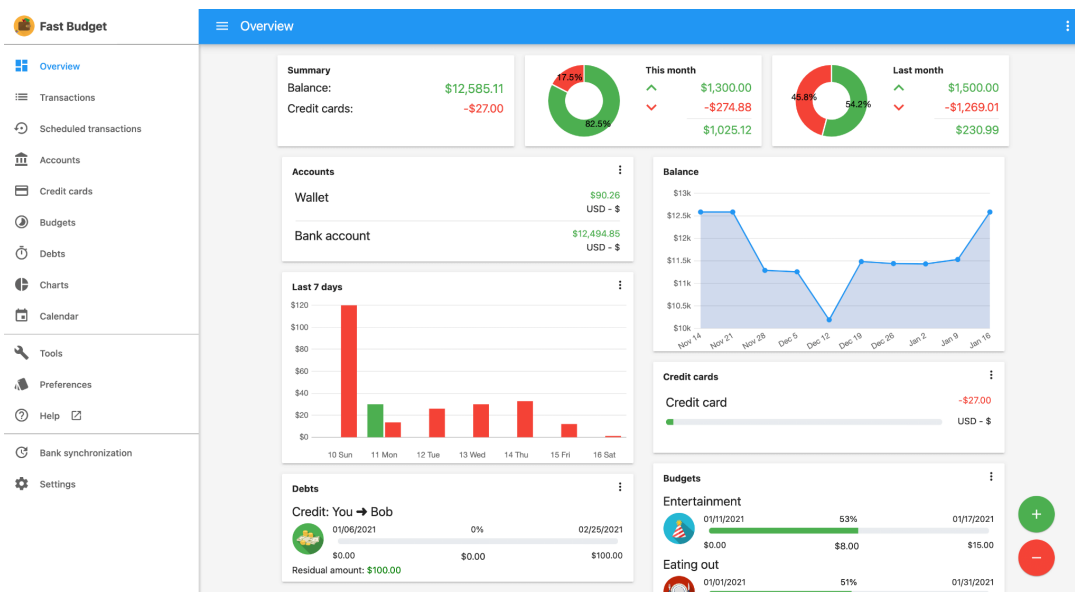 Fast Budget
Overview
Transactions
Scheduled transactions
Accounts
Credit cards
Budgets
Debts
Charts
Calendar
Tools
Preferences
Help
Bank synchronization
Settings
Overview
Summary
Balance: $12,585.11
Credit cards: -$27.00
17.5%
82.5%
This month
$1,300.00
-$274.88
$1,025.12
45.8%
54.2%
Last month
$1,500.00
-$1,269.01
$230.99
Accounts
Wallet $90.26
USD - $
Bank account $12,494.85
USD - $
Balance
$13k
$12.5k
$12k
$11.5k
$11k
$10.5k
$10k
Nov 14 Nov 21 Nov 28 Dec 5 Dec 12 Dec 19 Dec 26 Jan 2 Jan 9 Jan 16
Last 7 days
$120
$100
$80
$60
$40
$20
$0
10 Sun 11 Mon 12 Tue 13 Wed 14 Thu 15 Fri 16 Sat
Credit cards
Credit card -$27.00
USD - $
Debts
Credit: You ➔ Bob
01/06/2021 0% 02/25/2021
$0.00 $0.00 $100.00
Residual amount: $100.00
Budgets
Entertainment
01/11/2021 53% 01/17/2021
$0.00 $8.00 $15.00
Eating out
01/01/2021 51% 01/31/2021